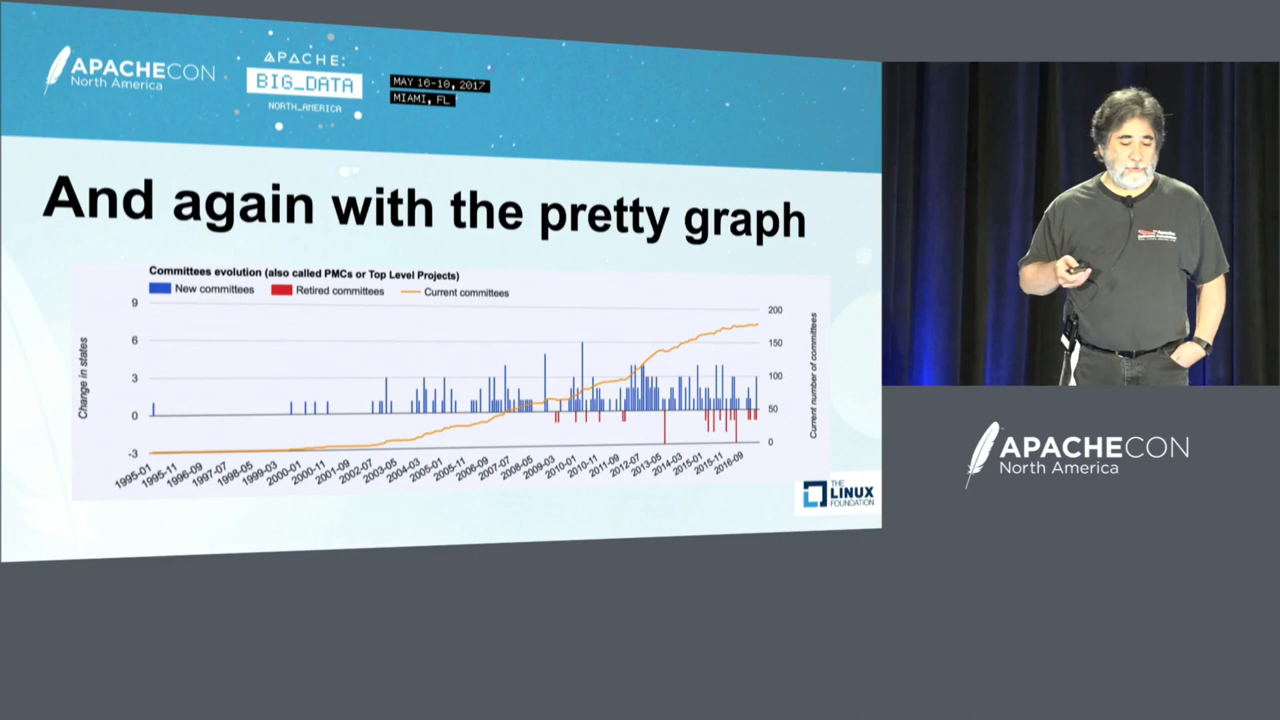 APACHECON
North America
APACHE:
BIG_DATA
NORTH_AMERICA
MAY 16-18, 2017
MIAMI, FL
And again with the pretty graph
Committees evolution (also called PMCs or Top Level Projects)
New committees
Retired committees
Current committees
9
6
3
0
-3
Change in states
200
150
100
50
0
Current number of committees
1995-01
1995-11
1996-09
1997-07
1998-05
1999-03
2000-01
2000-11
2001-09
2002-07
2003-05
2004-03
2005-01
2005-11
2006-09
2007-07
2008-05
2009-03
2010-01
2010-11
2011-09
2012-07
2013-05
2014-03
2015-01
2015-11
2016-09
THE
LINUX
FOUNDATION
APACHECON
North America